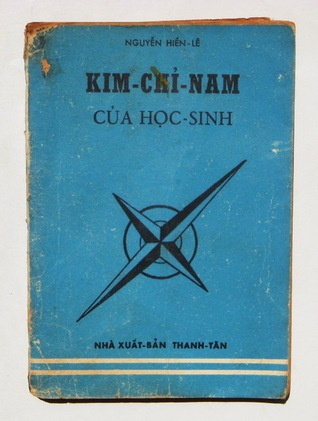 NGUYỄN HIẾN-LÊ
KIM-CHỈ-NAM
CỦA HỌC-SINH
NHÀ XUẤT-BẢN THANH-TÂN